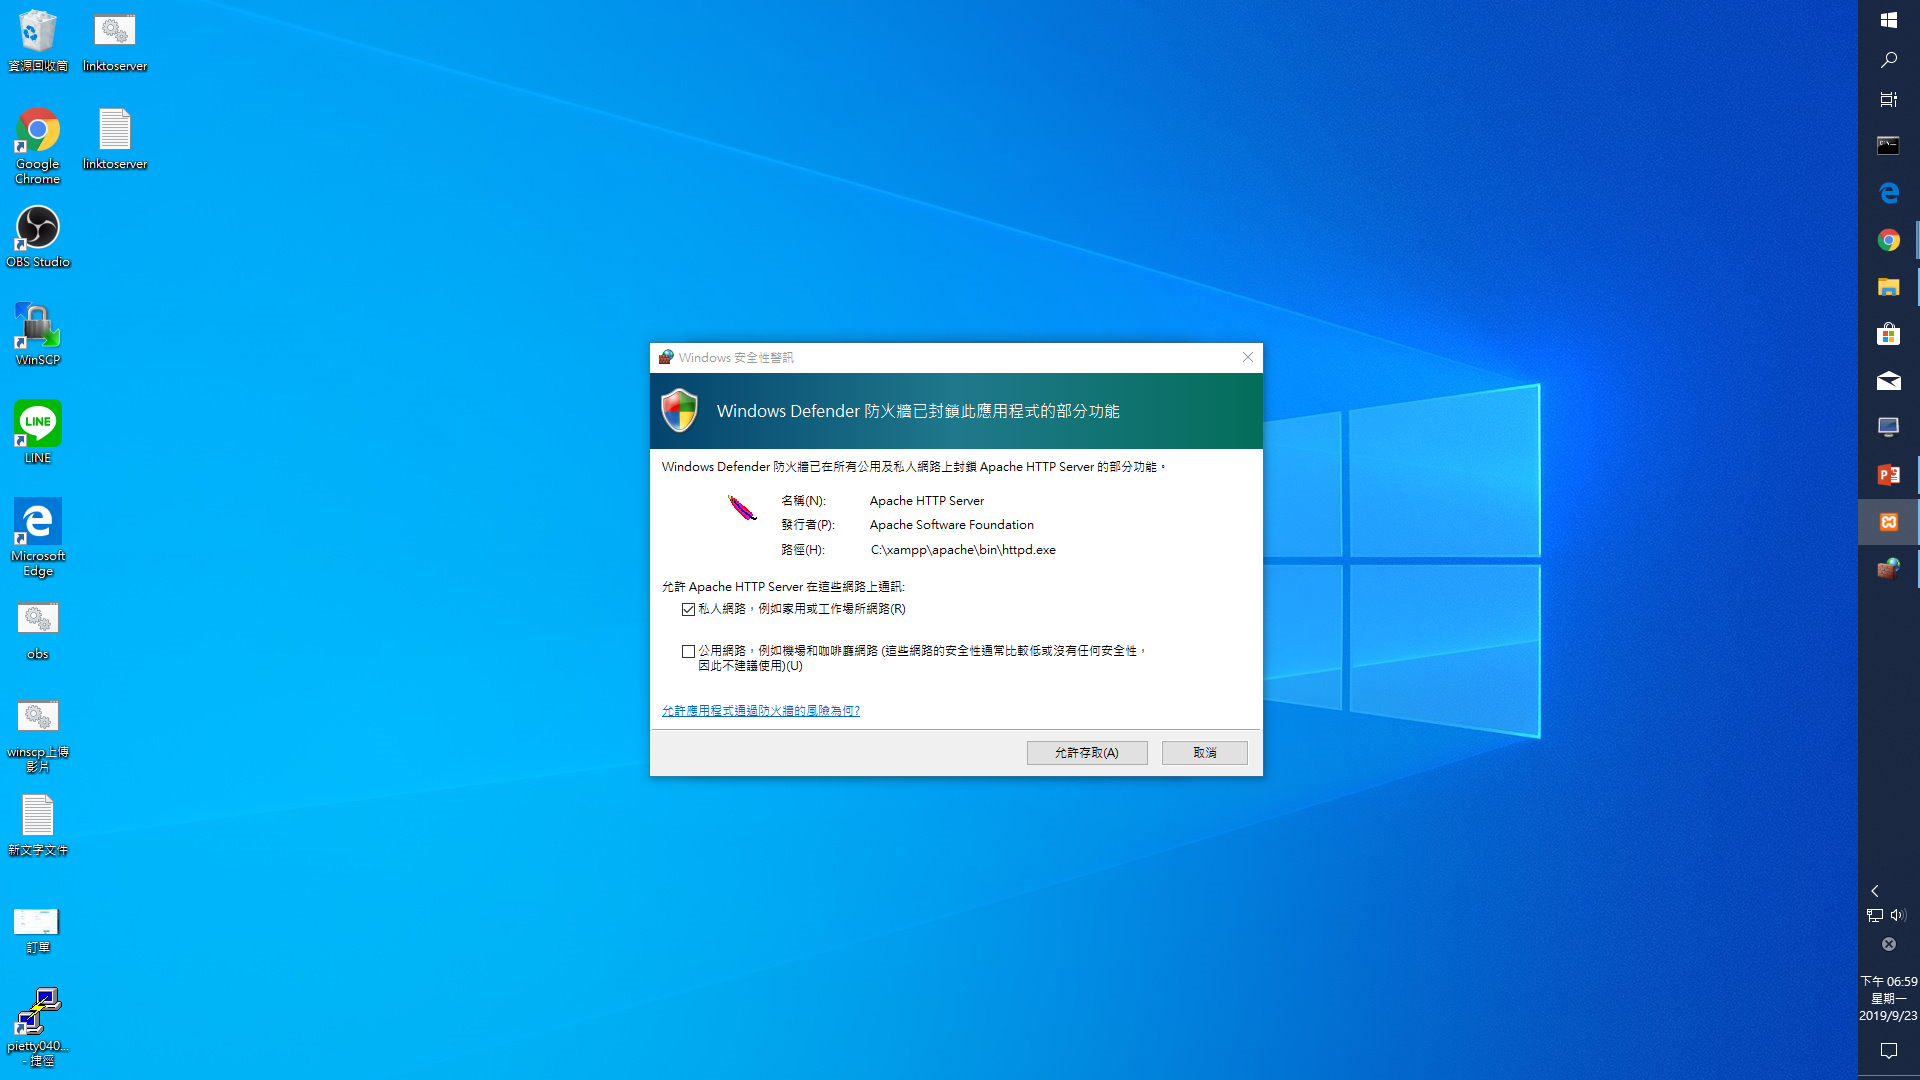 資源回收筒
linktoserver
Google
Chrome
linktoserver
OBS Studio
WinSCP
LINE
Microsoft
Edge
obs
winscp上傳
影片
新文字文件
訂單
pietty040...
- 捷徑
Windows 安全性警訊
Windows Defender 防火牆已封鎖此應用程式的部分功能
Windows Defender 防火牆已在所有公用及私人網路上封鎖 Apache HTTP Server 的部分功能。
名稱(N): Apache HTTP Server
發行者(P): Apache Software Foundation
路徑(H): C:\xampp\apache\bin\httpd.exe
允許 Apache HTTP Server 在這些網路上通訊:
私人網路，例如家用或工作場所網路(R)
公用網路，例如機場和咖啡廳網路 (這些網路的安全性通常比較低或沒有任何安全性，
因此不建議使用)(U)
允許應用程式通過防火牆的風險為何?
允許存取(A) 取消
下午 06:59
星期一
2019/9/23